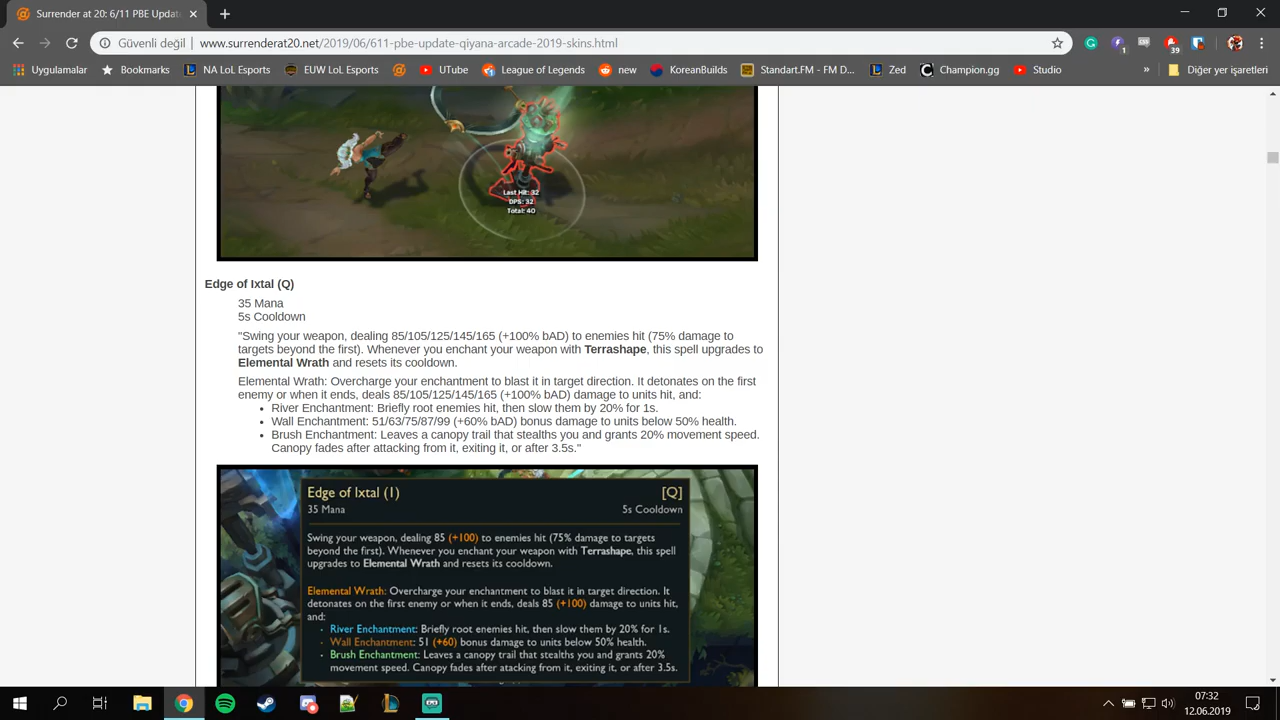 Surrender at 20: 6/11 PBE Updat
Güvenli değil
www.surrenderat20.net/2019/06/611-pbe-update-qiyana-arcade-2019-skins.html
1
39
Uygulamalar
Bookmarks
NA LoL Esports
EUW LoL Esports
UTube
League of Legends
new
KoreanBuilds
Standart.FM - FM D...
Zed
Champion.gg
Studio
»
Diğer yer işaretleri
Last Hit: 32
DPS: 32
Total: 40
Edge of Ixtal (Q)
35 Mana
5s Cooldown
"Swing your weapon, dealing 85/105/125/145/165 (+100% bAD) to enemies hit (75% damage to
targets beyond the first). Whenever you enchant your weapon with Terrashape, this spell upgrades to
Elemental Wrath and resets its cooldown.
Elemental Wrath: Overcharge your enchantment to blast it in target direction. It detonates on the first
enemy or when it ends, deals 85/105/125/145/165 (+100% bAD) damage to units hit, and:
• River Enchantment: Briefly root enemies hit, then slow them by 20% for 1s.
• Wall Enchantment: 51/63/75/87/99 (+60% bAD) bonus damage to units below 50% health.
• Brush Enchantment: Leaves a canopy trail that stealths you and grants 20% movement speed.
Canopy fades after attacking from it, exiting it, or after 3.5s."
Edge of Ixtal (1) [Q]
35 Mana 5s Cooldown
Swing your weapon, dealing 85 (+100) to enemies hit (75% damage to targets
beyond the first). Whenever you enchant your weapon with Terrashape, this spell
upgrades to Elemental Wrath and resets its cooldown.
Elemental Wrath: Overcharge your enchantment to blast it in target direction. It
detonates on the first enemy or when it ends, deals 85 (+100) damage to units hit,
and:
• River Enchantment: Briefly root enemies hit, then slow them by 20% for 1s.
• Wall Enchantment: 51 (+60) bonus damage to units below 50% health.
• Brush Enchantment: Leaves a canopy trail that stealths you and grants 20%
movement speed. Canopy fades after atacking from it, exiting it, or after 3.5s.
07:32
12.06.2019